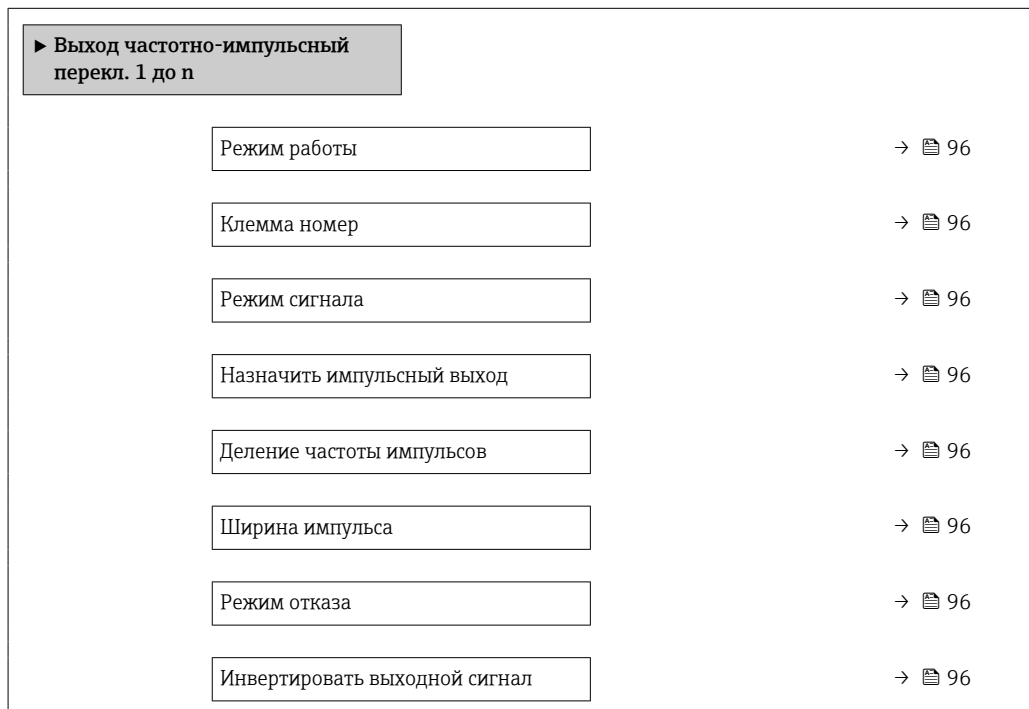 ▶ Выход частотно-импульсный
перекл. 1 до n
Режим работы → 96
Клемма номер → 96
Режим сигнала → 96
Назначить импульсный выход → 96
Деление частоты импульсов → 96
Ширина импульса → 96
Режим отказа → 96
Инвертировать выходной сигнал → 96